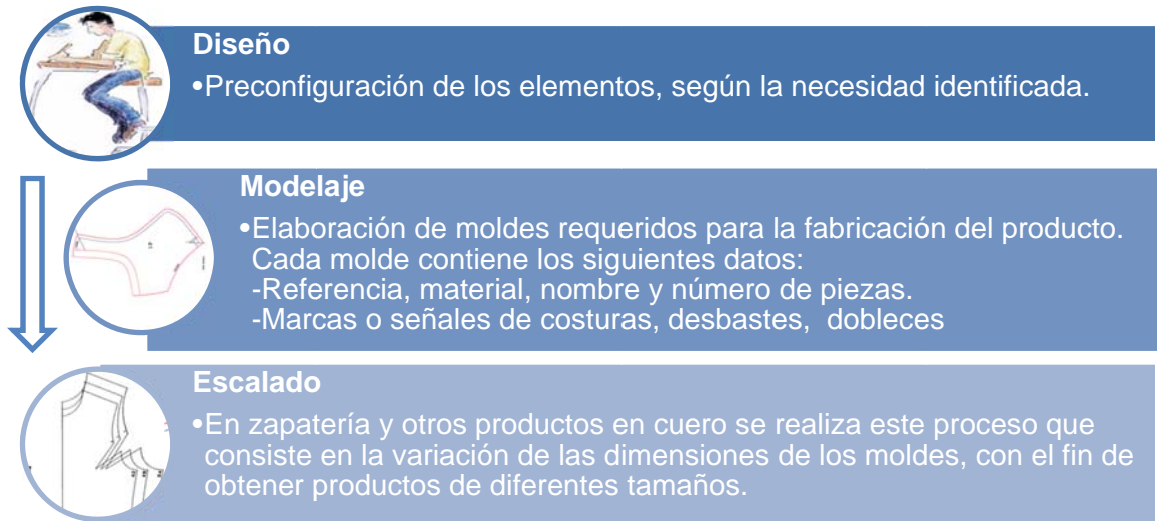 Diseño
•Preconfiguración de los elementos, según la necesidad identificada.
Modelaje
•Elaboración de moldes requeridos para la fabricación del producto.
Cada molde contiene los siguientes datos:
-Referencia, material, nombre y número de piezas.
-Marcas o señales de costuras, desbastes,  dobleces
Escalado
•En zapatería y otros productos en cuero se realiza este proceso que
consiste en la variación de las dimensiones de los moldes, con el fin de
obtener productos de diferentes tamaños.